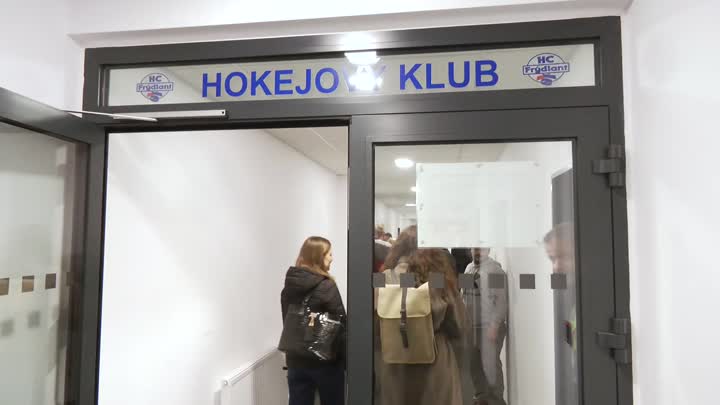 HC
Frýdlant
HOKEJOVÝ KLUB
HC
Frýdlant